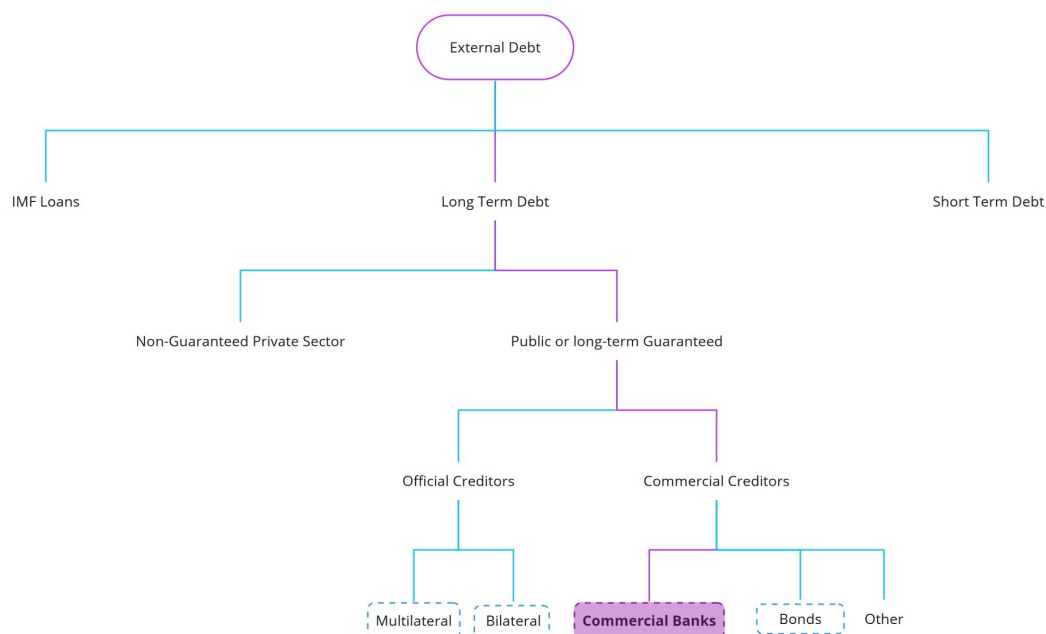 External Debt
IMF Loans
Long Term Debt
Short Term Debt
Non-Guaranteed Private Sector
Public or long-term Guaranteed
Official Creditors
Commercial Creditors
Multilateral
Bilateral
Commercial Banks
Bonds
Other